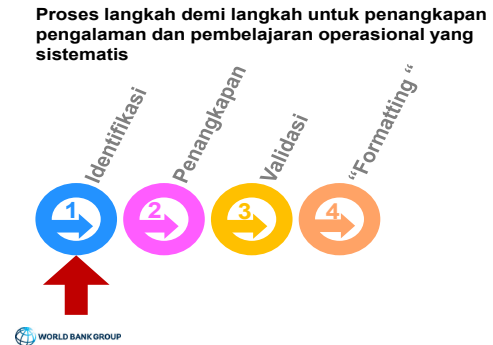 Proses langkah demi langkah untuk penangkapan
pengalaman dan pembelajaran operasional yang
sistematis
Identifikasi
Penangkapan
Validasi
“Formatting “
1
2
3
4
WORLD BANK GROUP